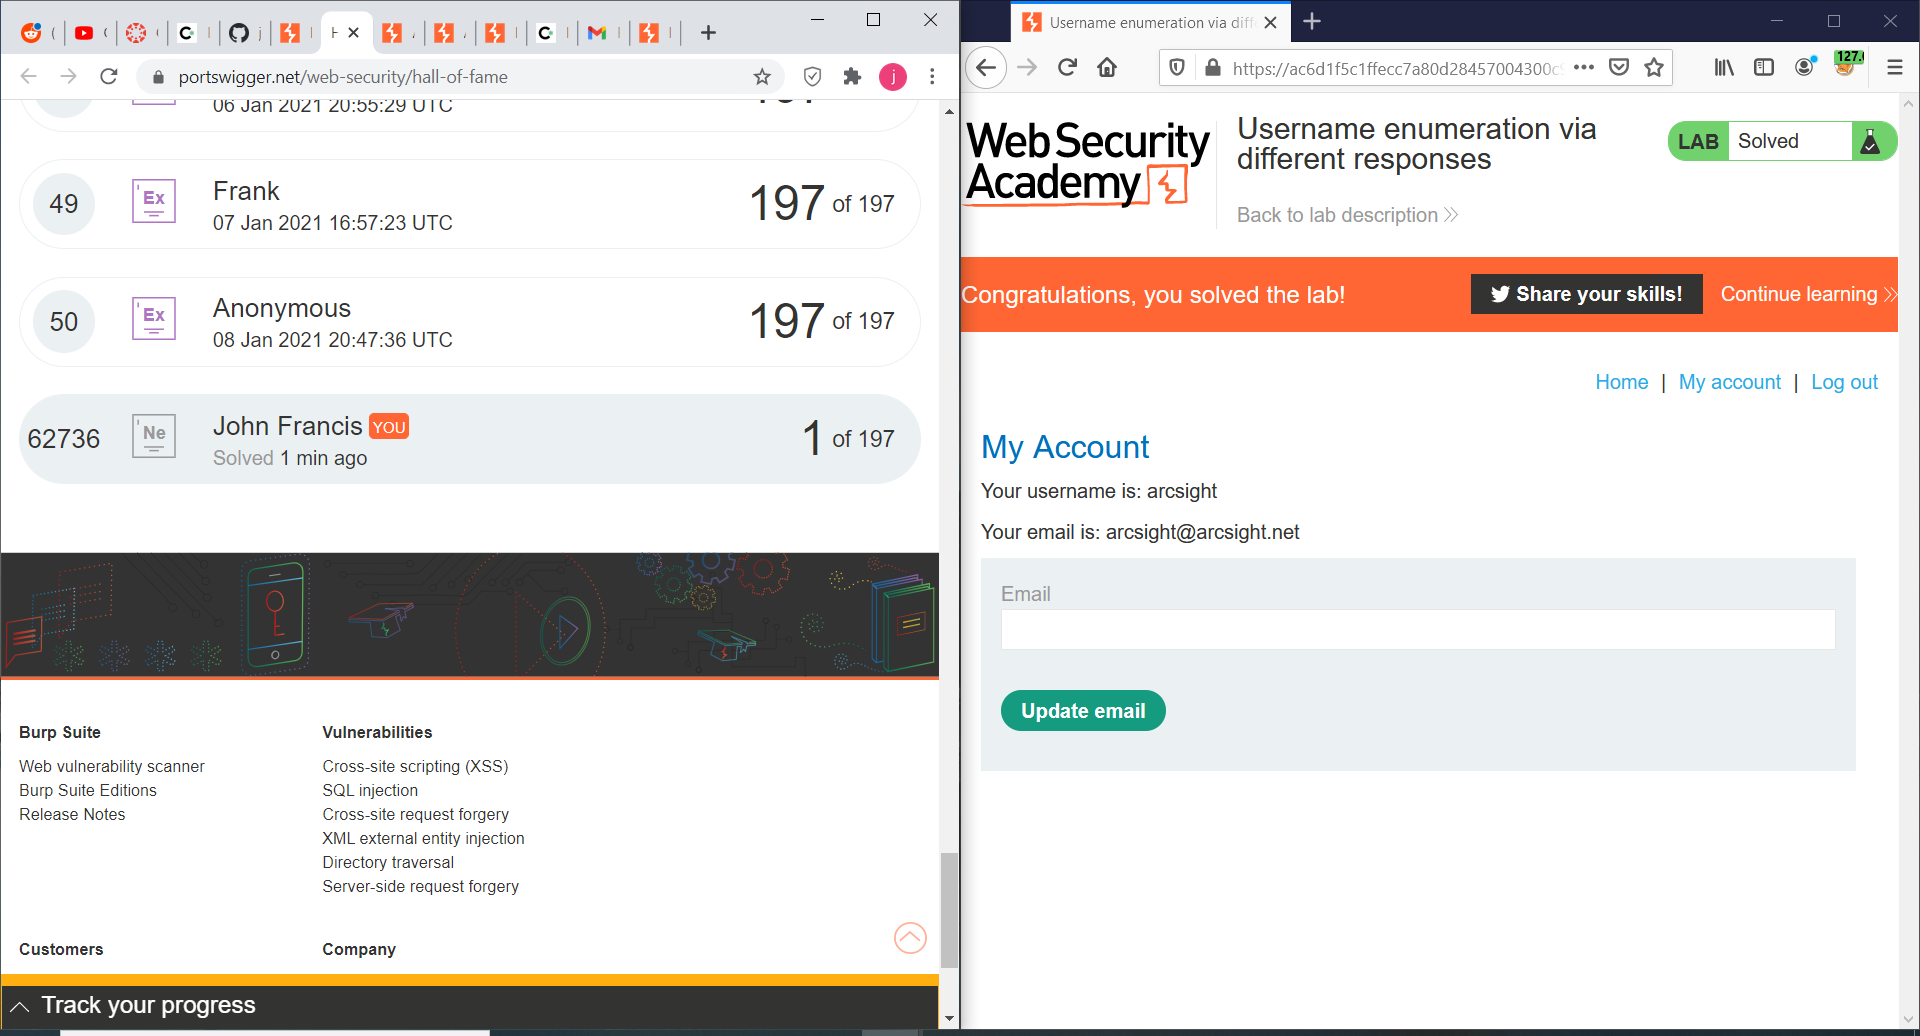 portswigger.net/web-security/hall-of-fame
j
06 Jan 2021 20:55:29 UTC
49
Ex
Frank
07 Jan 2021 16:57:23 UTC
197 of 197
50
Ex
Anonymous
08 Jan 2021 20:47:36 UTC
197 of 197
62736
Ne
John Francis YOU
Solved 1 min ago
1 of 197
Burp Suite
Web vulnerability scanner
Burp Suite Editions
Release Notes
Vulnerabilities
Cross-site scripting (XSS)
SQL injection
Cross-site request forgery
XML external entity injection
Directory traversal
Server-side request forgery
Customers
Company
Track your progress
Username enumeration via diff
https://ac6d1f5c1ffecc7a80d28457004300c
127.
Web Security
Academy
Username enumeration via
different responses
Back to lab description
LAB Solved
Congratulations, you solved the lab!
Share your skills!
Continue learning
Home | My account | Log out
My Account
Your username is: arcsight
Your email is: arcsight@arcsight.net
Email
Update email